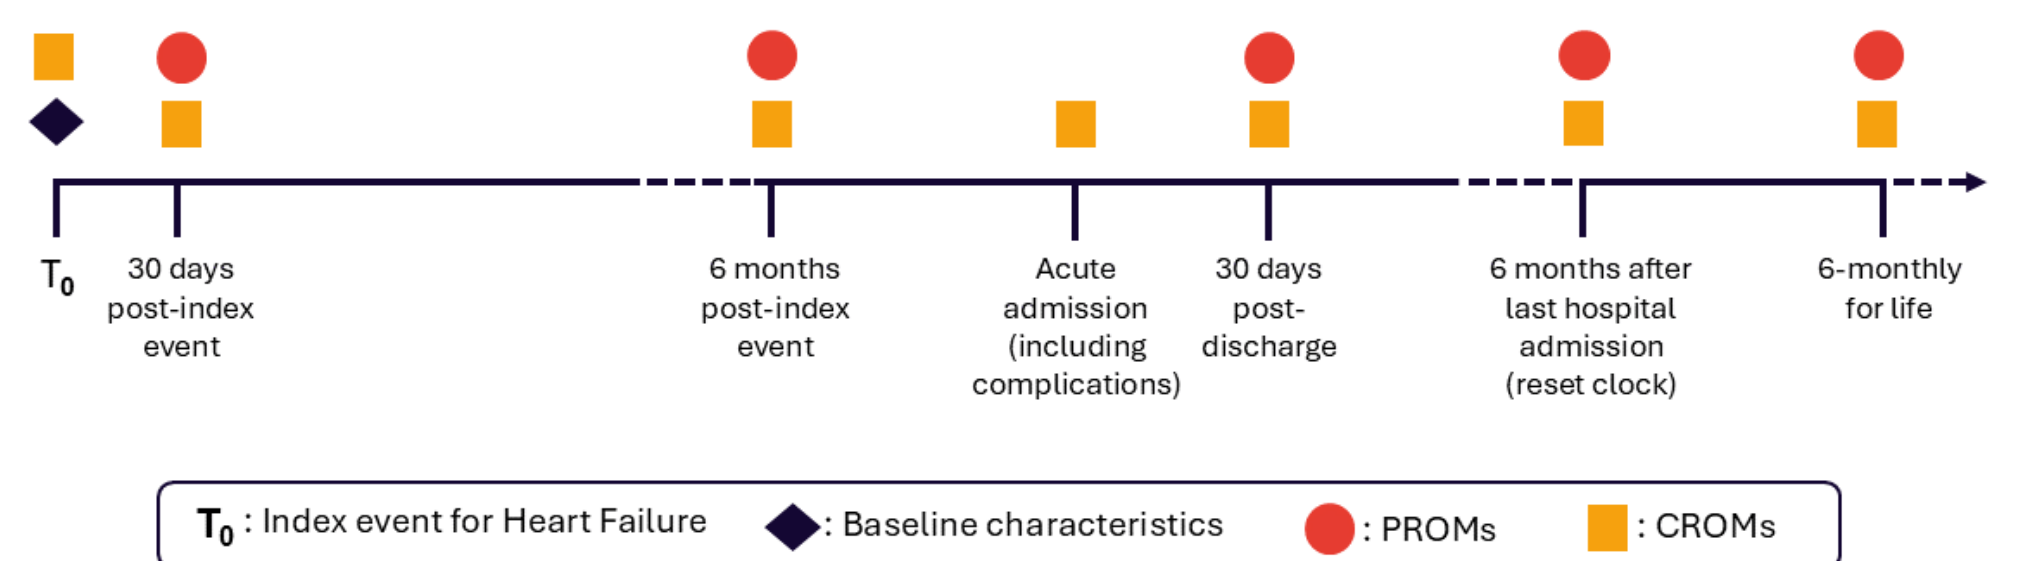 T0
30 days
post-index
event
6 months
post-index
event
Acute
admission
(including
complications)
30 days
post-
discharge
6 months after
last hospital
admission
(reset clock)
6-monthly
for life
T0 : Index event for Heart Failure
: Baseline characteristics
: PROMs
: CROMs